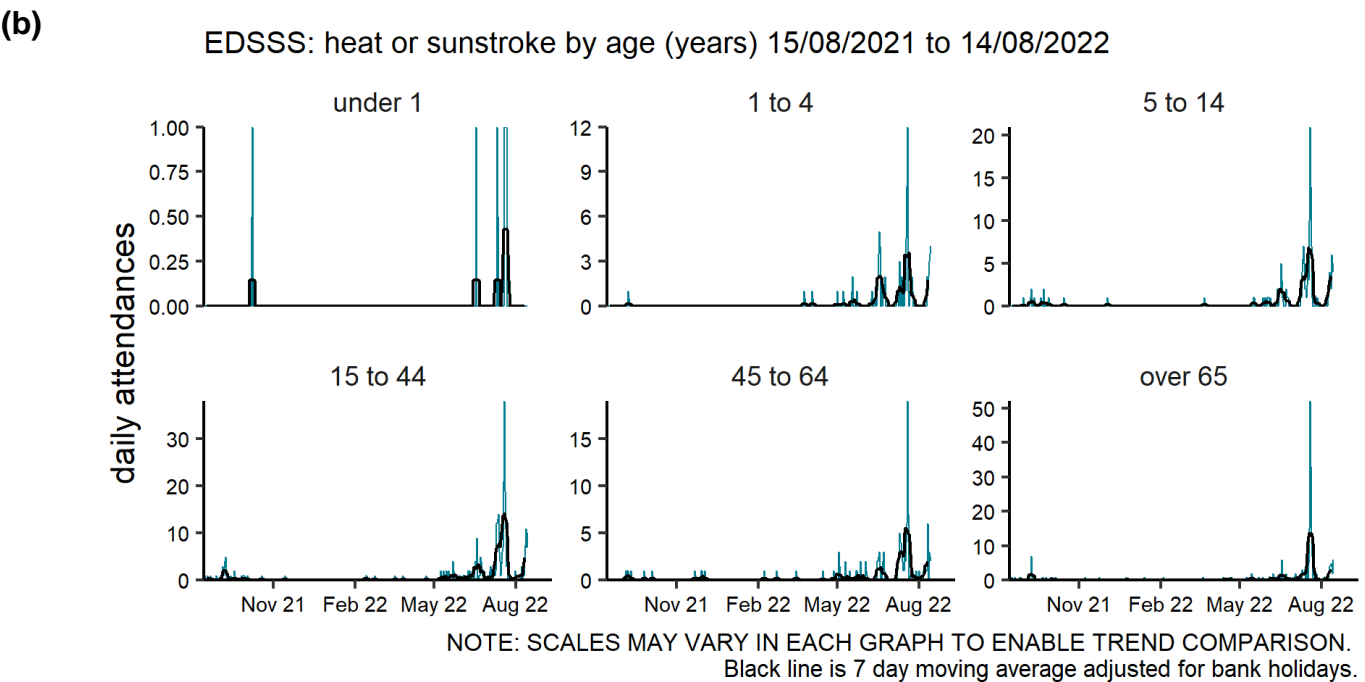 (b)
EDSSS: heat or sunstroke by age (years) 15/08/2021 to 14/08/2022
under 1
1 to 4
5 to 14
1.00
0.75
0.50
0.25
0.00
12
9
6
3
0
20
15
10
5
0
daily attendances
15 to 44
45 to 64
over 65
30
20
10
0
15
10
5
0
50
40
30
20
10
0
Nov 21 Feb 22 May 22 Aug 22
Nov 21 Feb 22 May 22 Aug 22
Nov 21 Feb 22 May 22 Aug 22
NOTE: SCALES MAY VARY IN EACH GRAPH TO ENABLE TREND COMPARISON.
Black line is 7 day moving average adjusted for bank holidays.